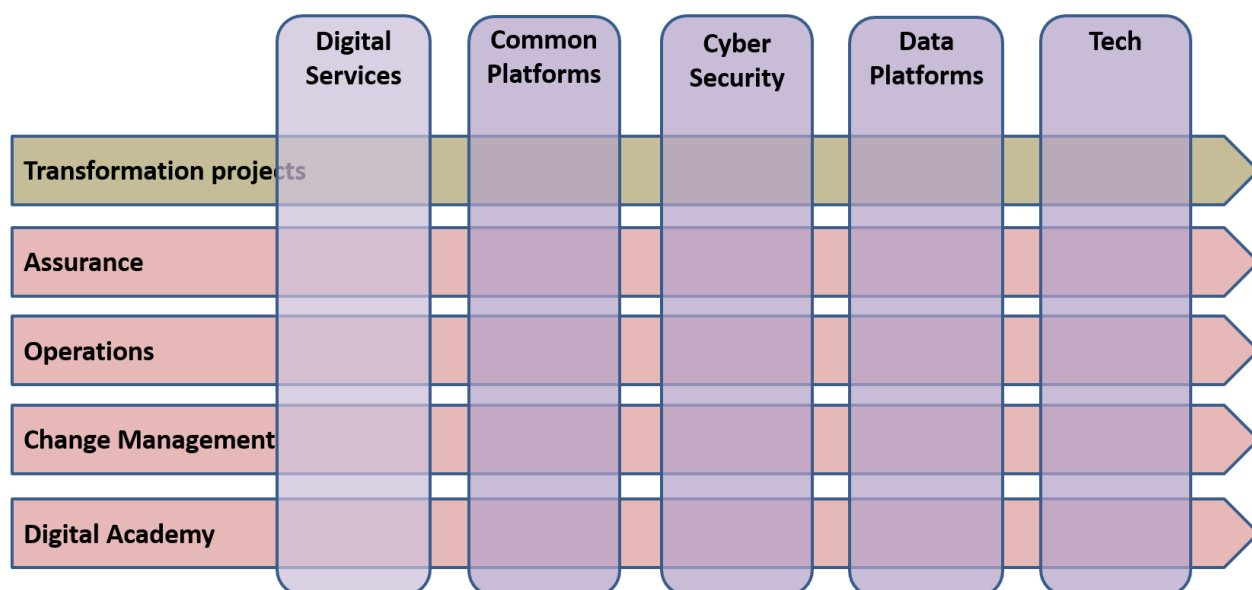 Digital
Services
Common
Platforms
Cyber
Security
Data
Platforms
Tech
Transformation projects
Assurance
Operations
Change Management
Digital Academy